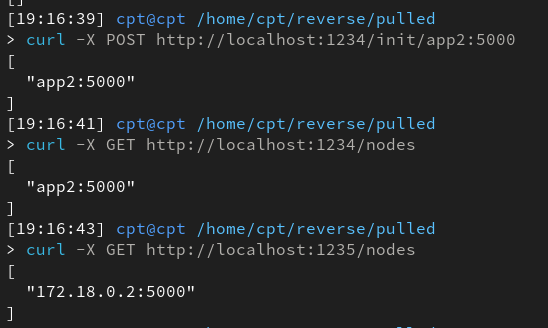 []
[19:16:39] cpt@cpt /home/cpt/reverse/pulled
> curl -X POST http://localhost:1234/init/app2:5000
[
  "app2:5000"
]
[19:16:41] cpt@cpt /home/cpt/reverse/pulled
> curl -X GET http://localhost:1234/nodes
[
  "app2:5000"
]
[19:16:43] cpt@cpt /home/cpt/reverse/pulled
> curl -X GET http://localhost:1235/nodes
[
  "172.18.0.2:5000"
]